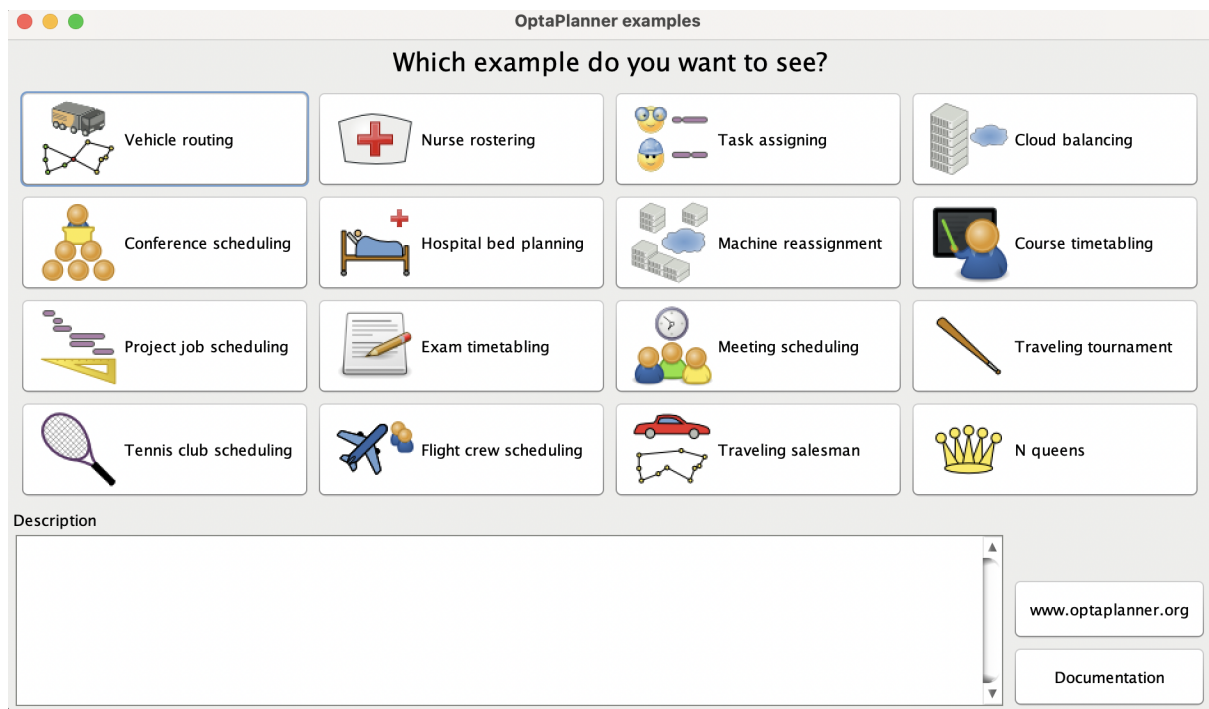 OptaPlanner examples
Which example do you want to see?
Vehicle routing
Nurse rostering
Task assigning
Cloud balancing
Conference scheduling
Hospital bed planning
Machine reassignment
Course timetabling
Project job scheduling
Exam timetabling
Meeting scheduling
Traveling tournament
Tennis club scheduling
Flight crew scheduling
Traveling salesman
N queens
Description
www.optaplanner.org
Documentation